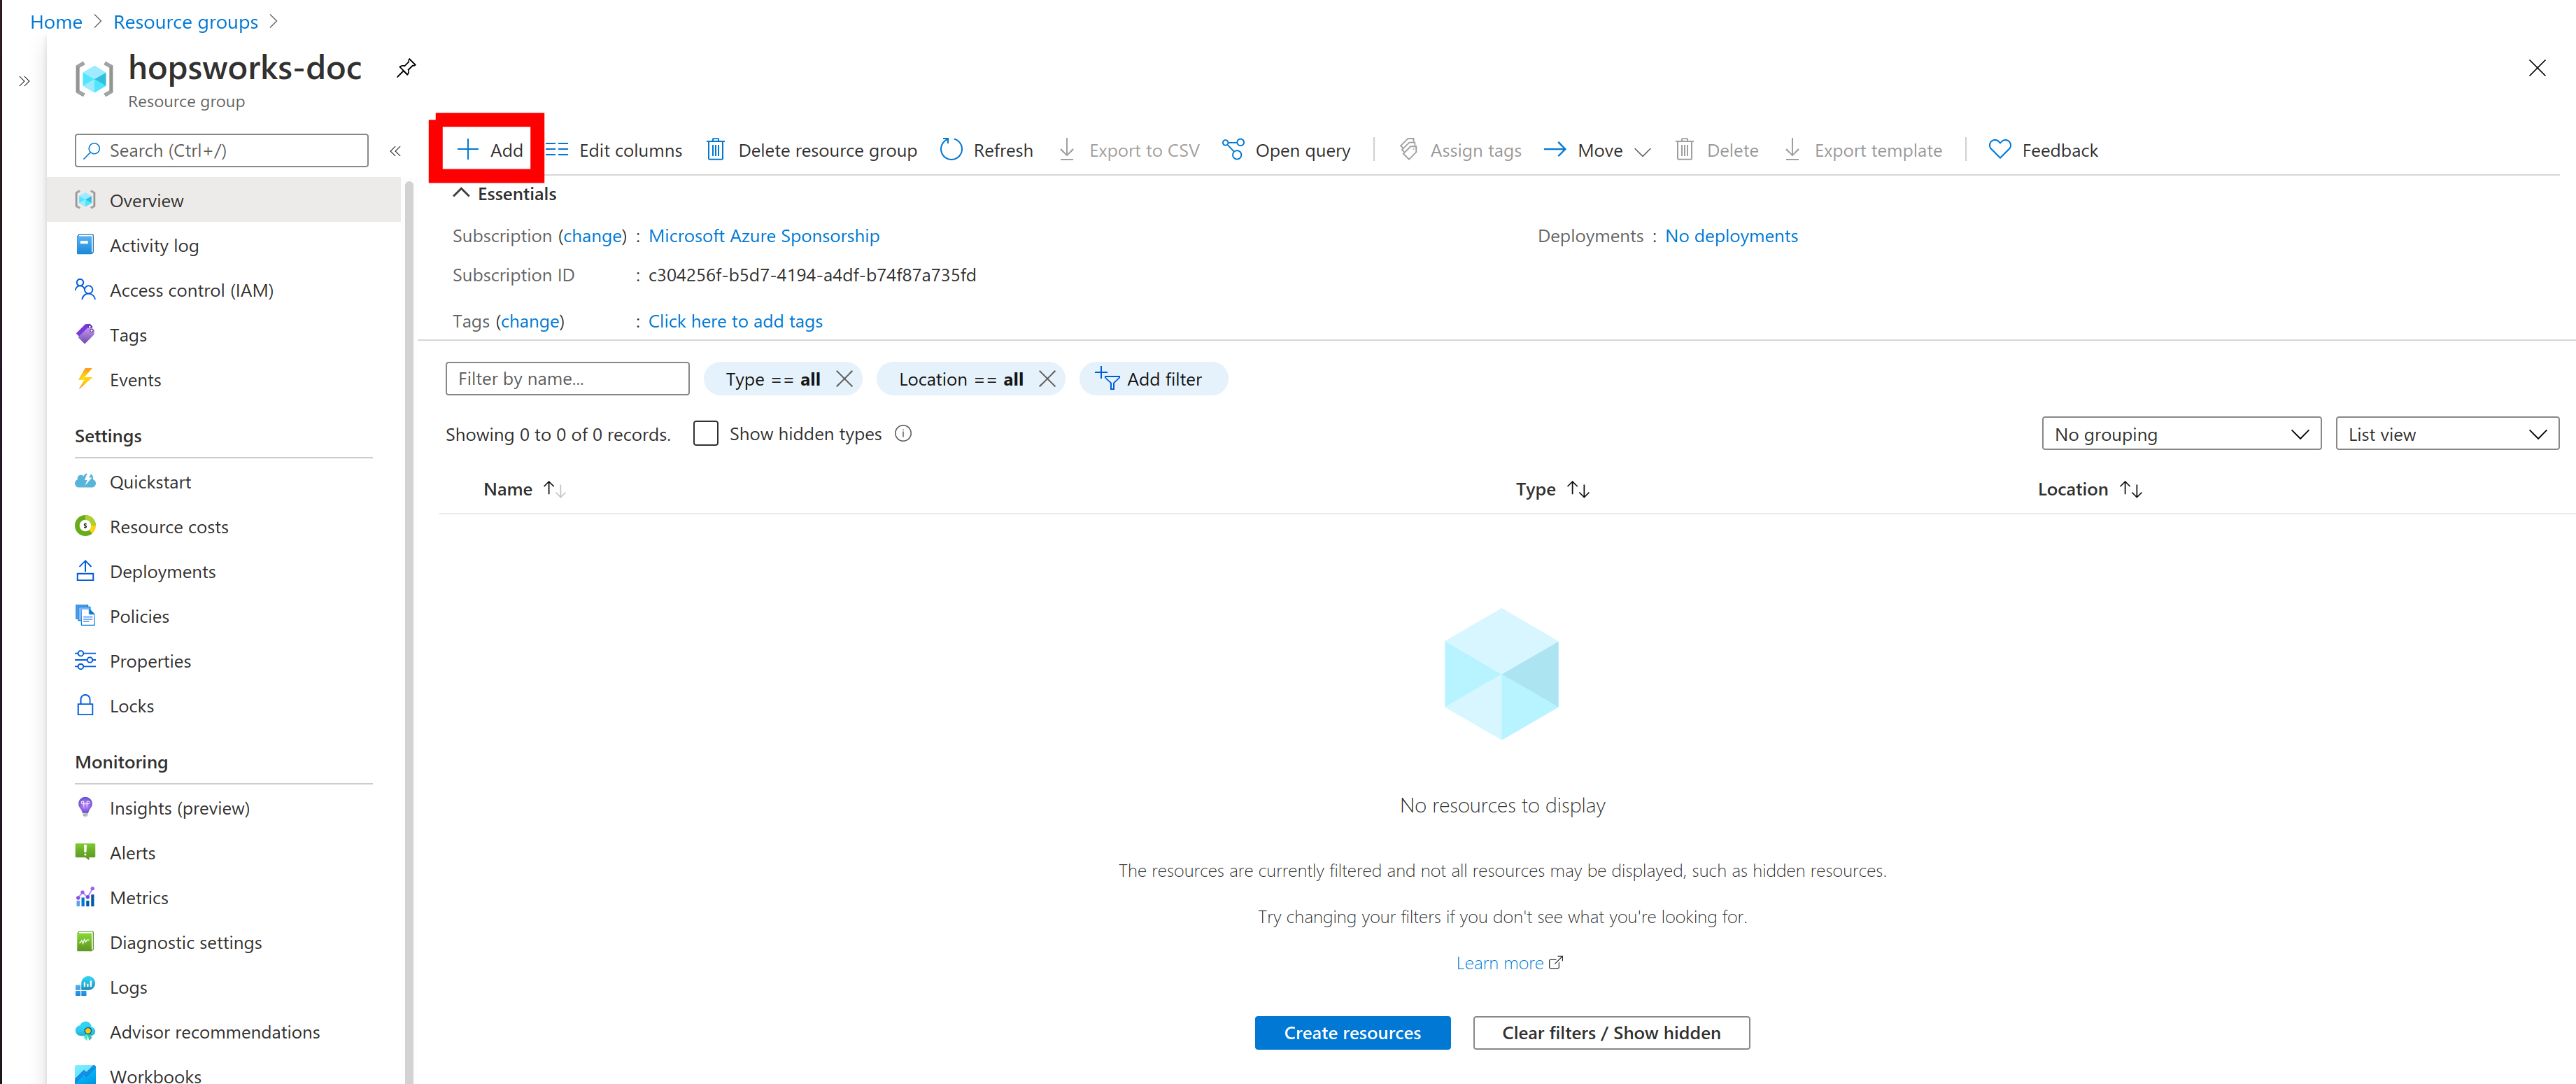 Home > Resource groups >
hopsworks-doc
Resource group
Search (Ctrl+/)
Overview
Activity log
Access control (IAM)
Tags
Events
Settings
Quickstart
Resource costs
Deployments
Policies
Properties
Locks
Monitoring
Insights (preview)
Alerts
Metrics
Diagnostic settings
Logs
Advisor recommendations
Workbooks
Add Edit columns Delete resource group Refresh Export to CSV Open query Assign tags Move Delete Export template Feedback
Essentials
Subscription (change) : Microsoft Azure Sponsorship Deployments : No deployments
Subscription ID : c304256f-b5d7-4194-a4df-b74f87a735fd
Tags (change) : Click here to add tags
Filter by name... Type == all Location == all Add filter
Showing 0 to 0 of 0 records. Show hidden types No grouping List view
Name Type Location
No resources to display
The resources are currently filtered and not all resources may be displayed, such as hidden resources.
Try changing your filters if you don't see what you're looking for.
Learn more
Create resources Clear filters / Show hidden